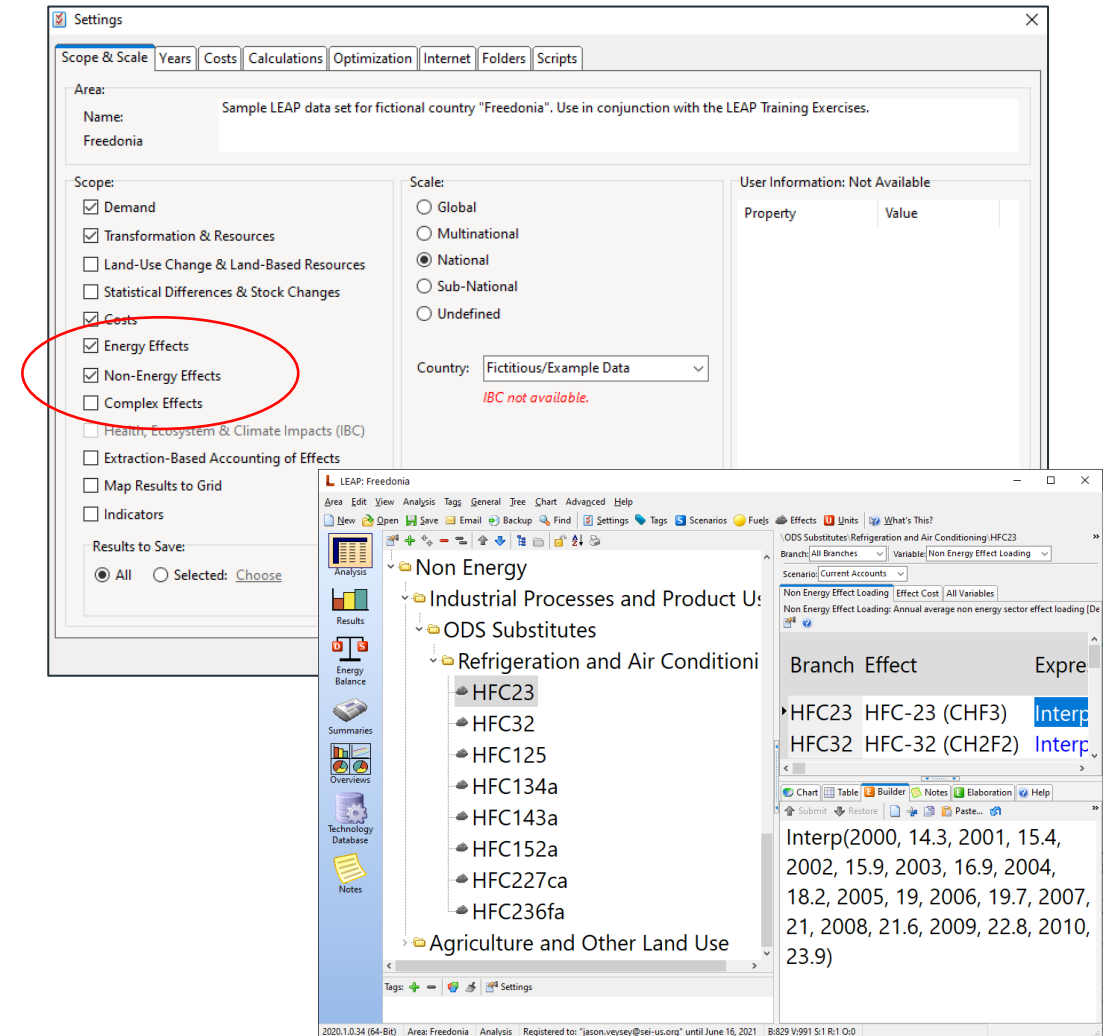 Settings
Scope & Scale Years Costs Calculations Optimization Internet Folders Scripts
Area:
Name:
Freedonia
Sample LEAP data set for fictional country "Freedonia". Use in conjunction with the LEAP Training Exercises.
Scope:
Demand
Transformation & Resources
Land-Use Change & Land-Based Resources
Statistical Differences & Stock Changes
Costs
Energy Effects
Non-Energy Effects
Complex Effects
Health, Ecosystem & Climate Impacts (IBC)
Extraction-Based Accounting of Effects
Map Results to Grid
Indicators
Results to Save:
All Selected: Choose
Scale:
Global
Multinational
National
Sub-National
Undefined
Country: Fictitious/Example Data
IBC not available.
User Information: Not Available
Property Value
LEAP: Freedonia
Area Edit View Analysis Tags General Tree Chart Advanced Help
New Open Save Email Backup Find Settings Tags Scenarios Fuels Effects Units What's This?
Analysis
Results
Energy
Balance
Summaries
Overviews
Technology
Database
Notes
Non Energy
Industrial Processes and Product Us
ODS Substitutes
Refrigeration and Air Conditioni
HFC23
HFC32
HFC125
HFC134a
HFC143a
HFC152a
HFC227ca
HFC236fa
Agriculture and Other Land Use
Tags: Settings
\ODS Substitutes\Refrigeration and Air Conditioning\HFC23
Branch: All Branches Variable: Non Energy Effect Loading
Scenario: Current Accounts
Non Energy Effect Loading Effect Cost All Variables
Non Energy Effect Loading: Annual average non energy sector effect loading [De
Branch Effect Expre
HFC23 HFC-23 (CHF3) Interp
HFC32 HFC-32 (CH2F2) Interp
Chart Table Builder Notes Elaboration Help
Submit Restore Paste...
Interp(2000, 14.3, 2001, 15.4,
2002, 15.9, 2003, 16.9, 2004,
18.2, 2005, 19, 2006, 19.7, 2007,
21, 2008, 21.6, 2009, 22.8, 2010,
23.9)
2020.1.0.34 (64-Bit) Area: Freedonia Analysis Registered to: "jason.veysey@sei-us.org" until June 16, 2021 B:829 V:991 S:1 R:1 O:0